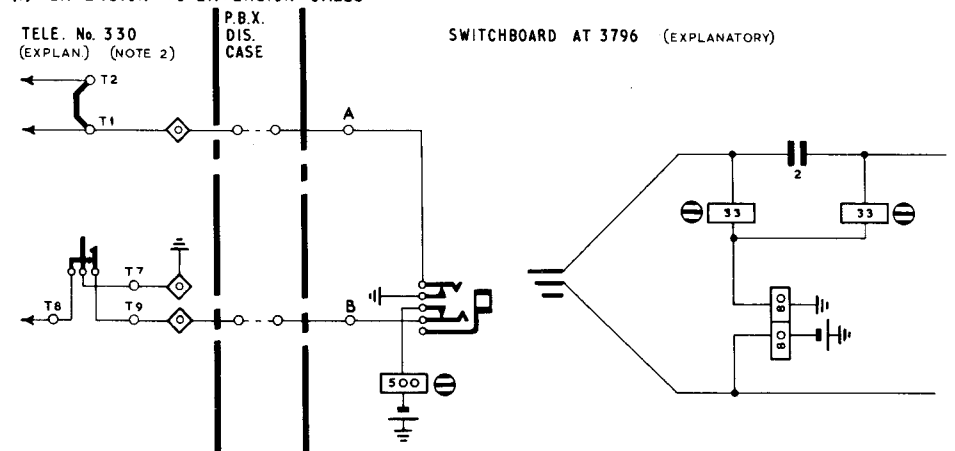 P.B.X.
DIS.
CASE
TELE. No. 330
(EXPLAN.) (NOTE 2)
SWITCHBOARD AT 3796 (EXPLANATORY)
T2
T1
A
2
33
33
T7
T8
T9
B
80
80
500